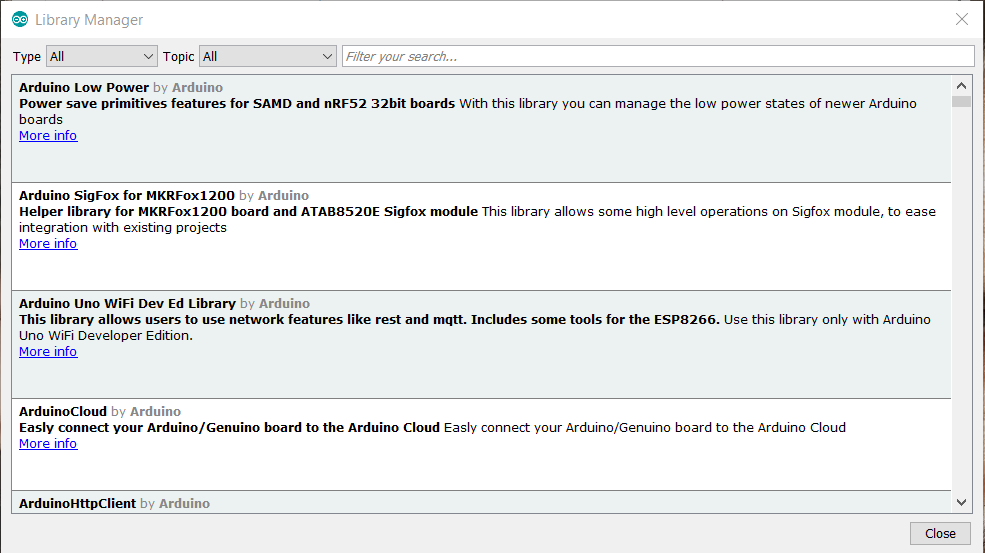 Library Manager
Type All Topic All Filter your search...
Arduino Low Power by Arduino
Power save primitives features for SAMD and nRF52 32bit boards With this library you can manage the low power states of newer Arduino
boards
More info
Arduino SigFox for MKRFox1200 by Arduino
Helper library for MKRFox1200 board and ATAB8520E Sigfox module This library allows some high level operations on Sigfox module, to ease
integration with existing projects
More info
Arduino Uno WiFi Dev Ed Library by Arduino
This library allows users to use network features like rest and mqtt. Includes some tools for the ESP8266. Use this library only with Arduino
Uno WiFi Developer Edition.
More info
ArduinoCloud by Arduino
Easly connect your Arduino/Genuino board to the Arduino Cloud Easly connect your Arduino/Genuino board to the Arduino Cloud
More info
ArduinoHttpClient by Arduino
Close